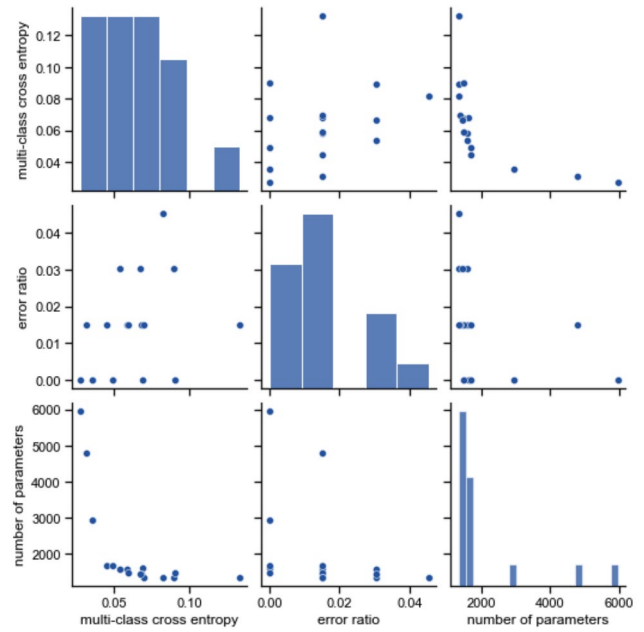 multi-class cross entropy
0.12
0.10
0.08
0.06
0.04
error ratio
0.04
0.03
0.02
0.01
0.00
number of parameters
6000
5000
4000
3000
2000
0.05 0.10
multi-class cross entropy
0.00 0.02 0.04
error ratio
2000 4000 6000
number of parameters